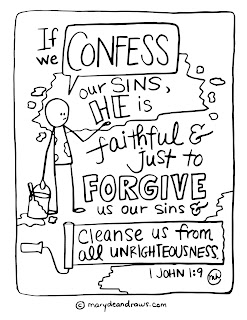 If
we CONFESS
our SINS,
HE is
faithful &
just to
FORGIVE
us our sins &
Cleanse us from
all UNRIGHTEOUSNESS.
1 JOHN 1:9
© marydeandraws.com